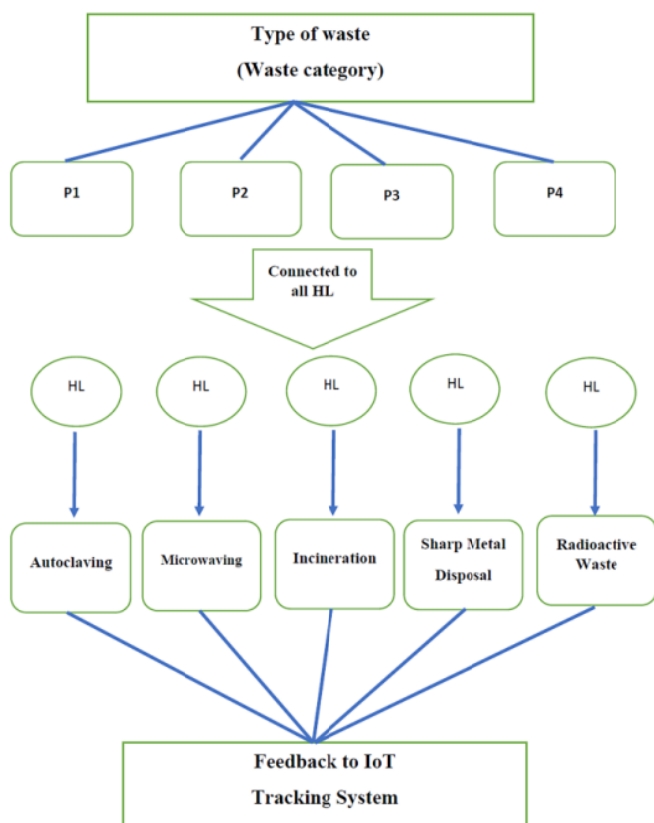 Type of waste
(Waste category)
P1
P2
P3
P4
Connected to
all HL
HL
HL
HL
HL
HL
Autoclaving
Microwaving
Incineration
Sharp Metal
Disposal
Radioactive
Waste
Feedback to IoT
Tracking System